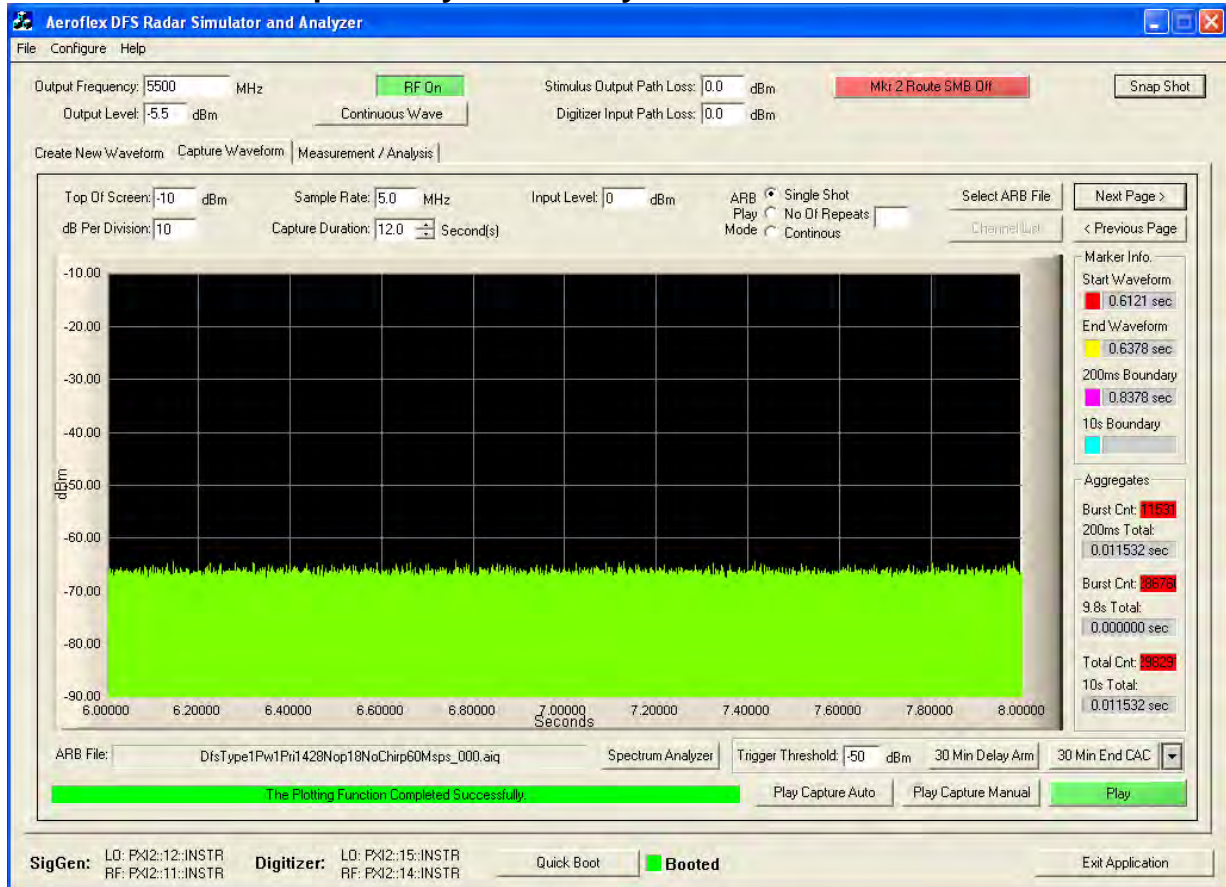 Aeroflex DFS Radar Simulator and Analyzer
File Configure Help
Output Frequency: 5500 MHz
RF On
Stimulus Output Path Loss: 0.0 dBm
Mkr 2 Route SMB Off
Snap Shot
Output Level: -5.5 dBm
Continuous Wave
Digitizer Input Path Loss: 0.0 dBm
Create New Waveform Capture Waveform Measurement / Analysis
Top Of Screen: -10 dBm
Sample Rate: 5.0 MHz
Input Level: 0 dBm
ARB Play Mode
Single Shot
No Of Repeats
Continous
Select ARB File
Next Page >
dB Per Division: 10
Capture Duration: 12.0 Second(s)
Channel List
< Previous Page
-10.00
-20.00
-30.00
-40.00
-50.00
-60.00
-70.00
-80.00
-90.00
dBm
6.00000 6.20000 6.40000 6.60000 6.80000 7.00000 7.20000 7.40000 7.60000 7.80000 8.00000
Seconds
Marker Info.
Start Waveform
0.6121 sec
End Waveform
0.6378 sec
200ms Boundary
0.8378 sec
10s Boundary
Aggregates
Burst Cnt: 11531
200ms Total:
0.011532 sec
Burst Cnt:
9.8s Total:
0.000000 sec
Total Cnt:
10s Total:
0.011532 sec
ARB File: DfsType1Pw1Pri1428Nop18NoChirp60Msps_000.aiq
Spectrum Analyzer
Trigger Threshold: -50 dBm
30 Min Delay Arm
30 Min End CAC
The Plotting Function Completed Successfully.
Play Capture Auto
Play Capture Manual
Play
SigGen: LO: PXI2::12::INSTR
RF: PXI2::11::INSTR
Digitizer: LO: PXI2::15::INSTR
RF: PXI2::14::INSTR
Quick Boot
Booted
Exit Application